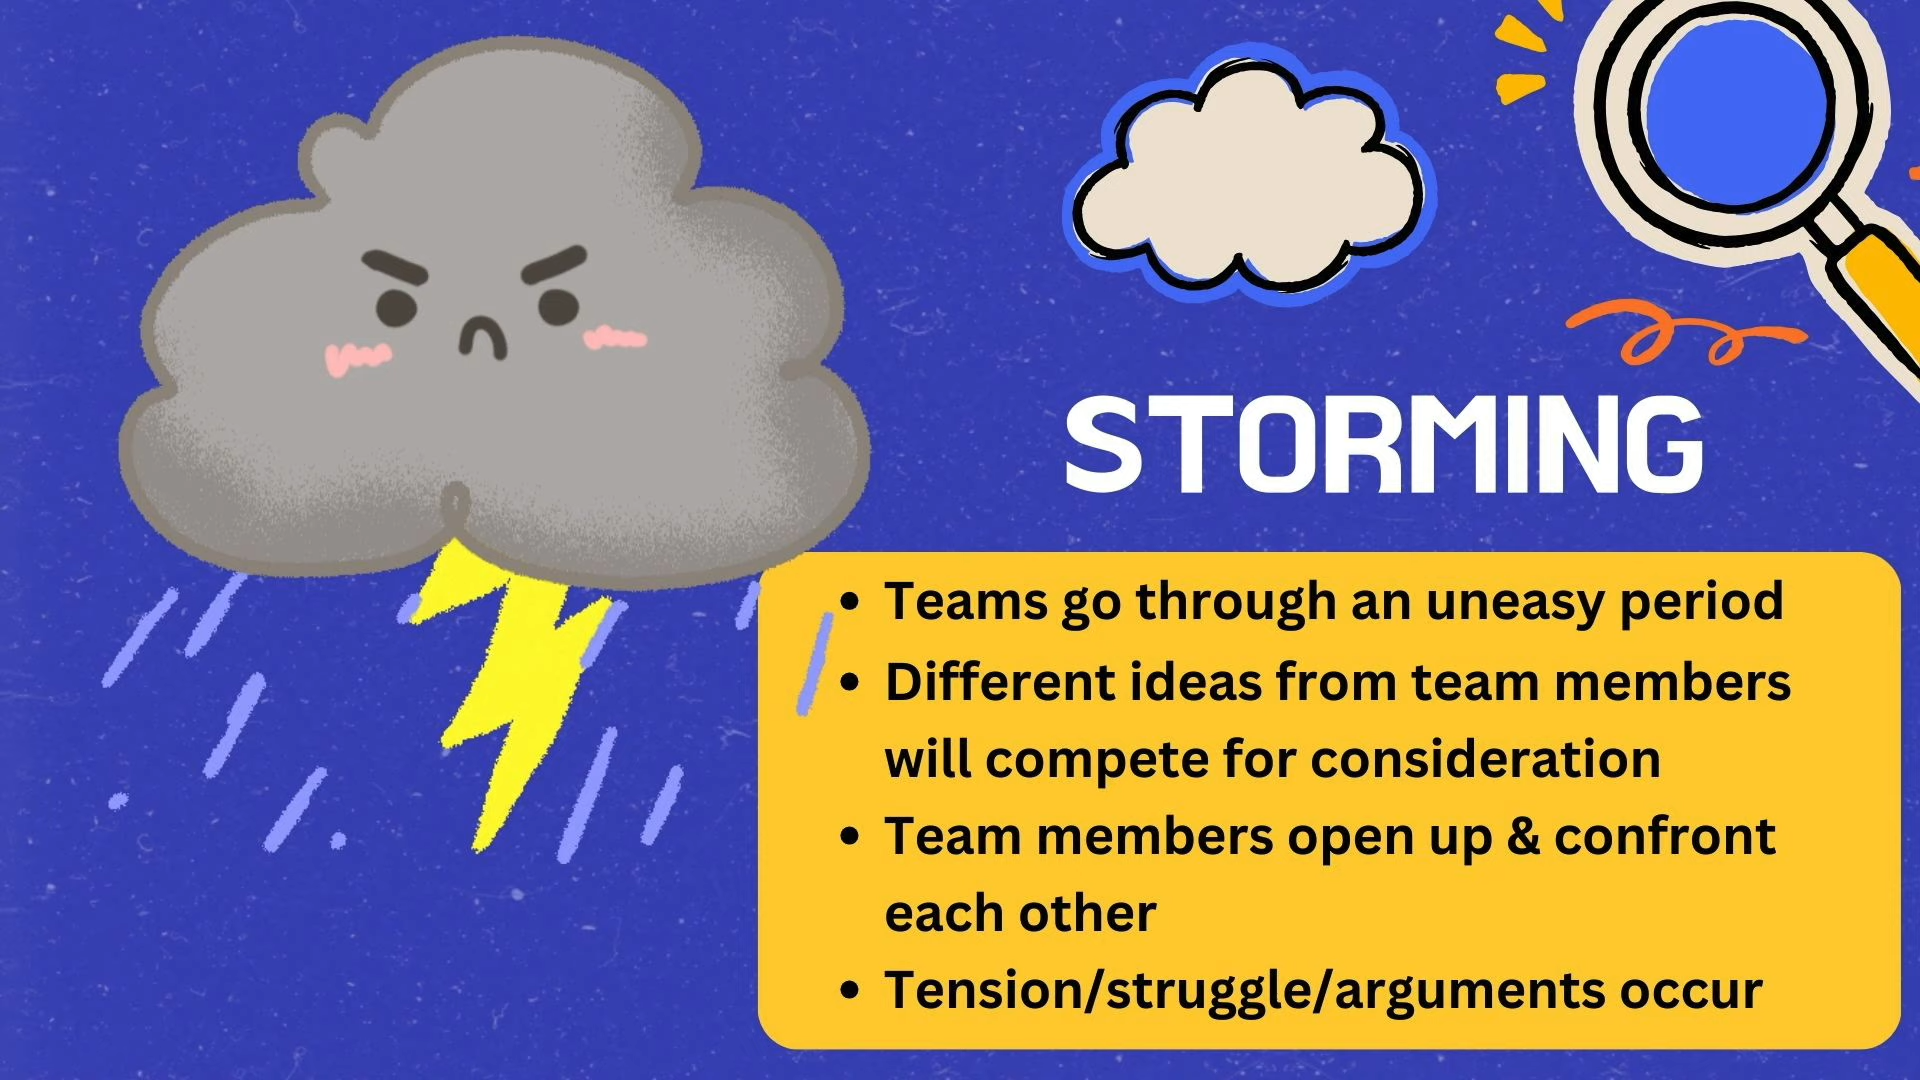 STORMING
• Teams go through an uneasy period
• Different ideas from team members
will compete for consideration
• Team members open up & confront
each other
• Tension/struggle/arguments occur